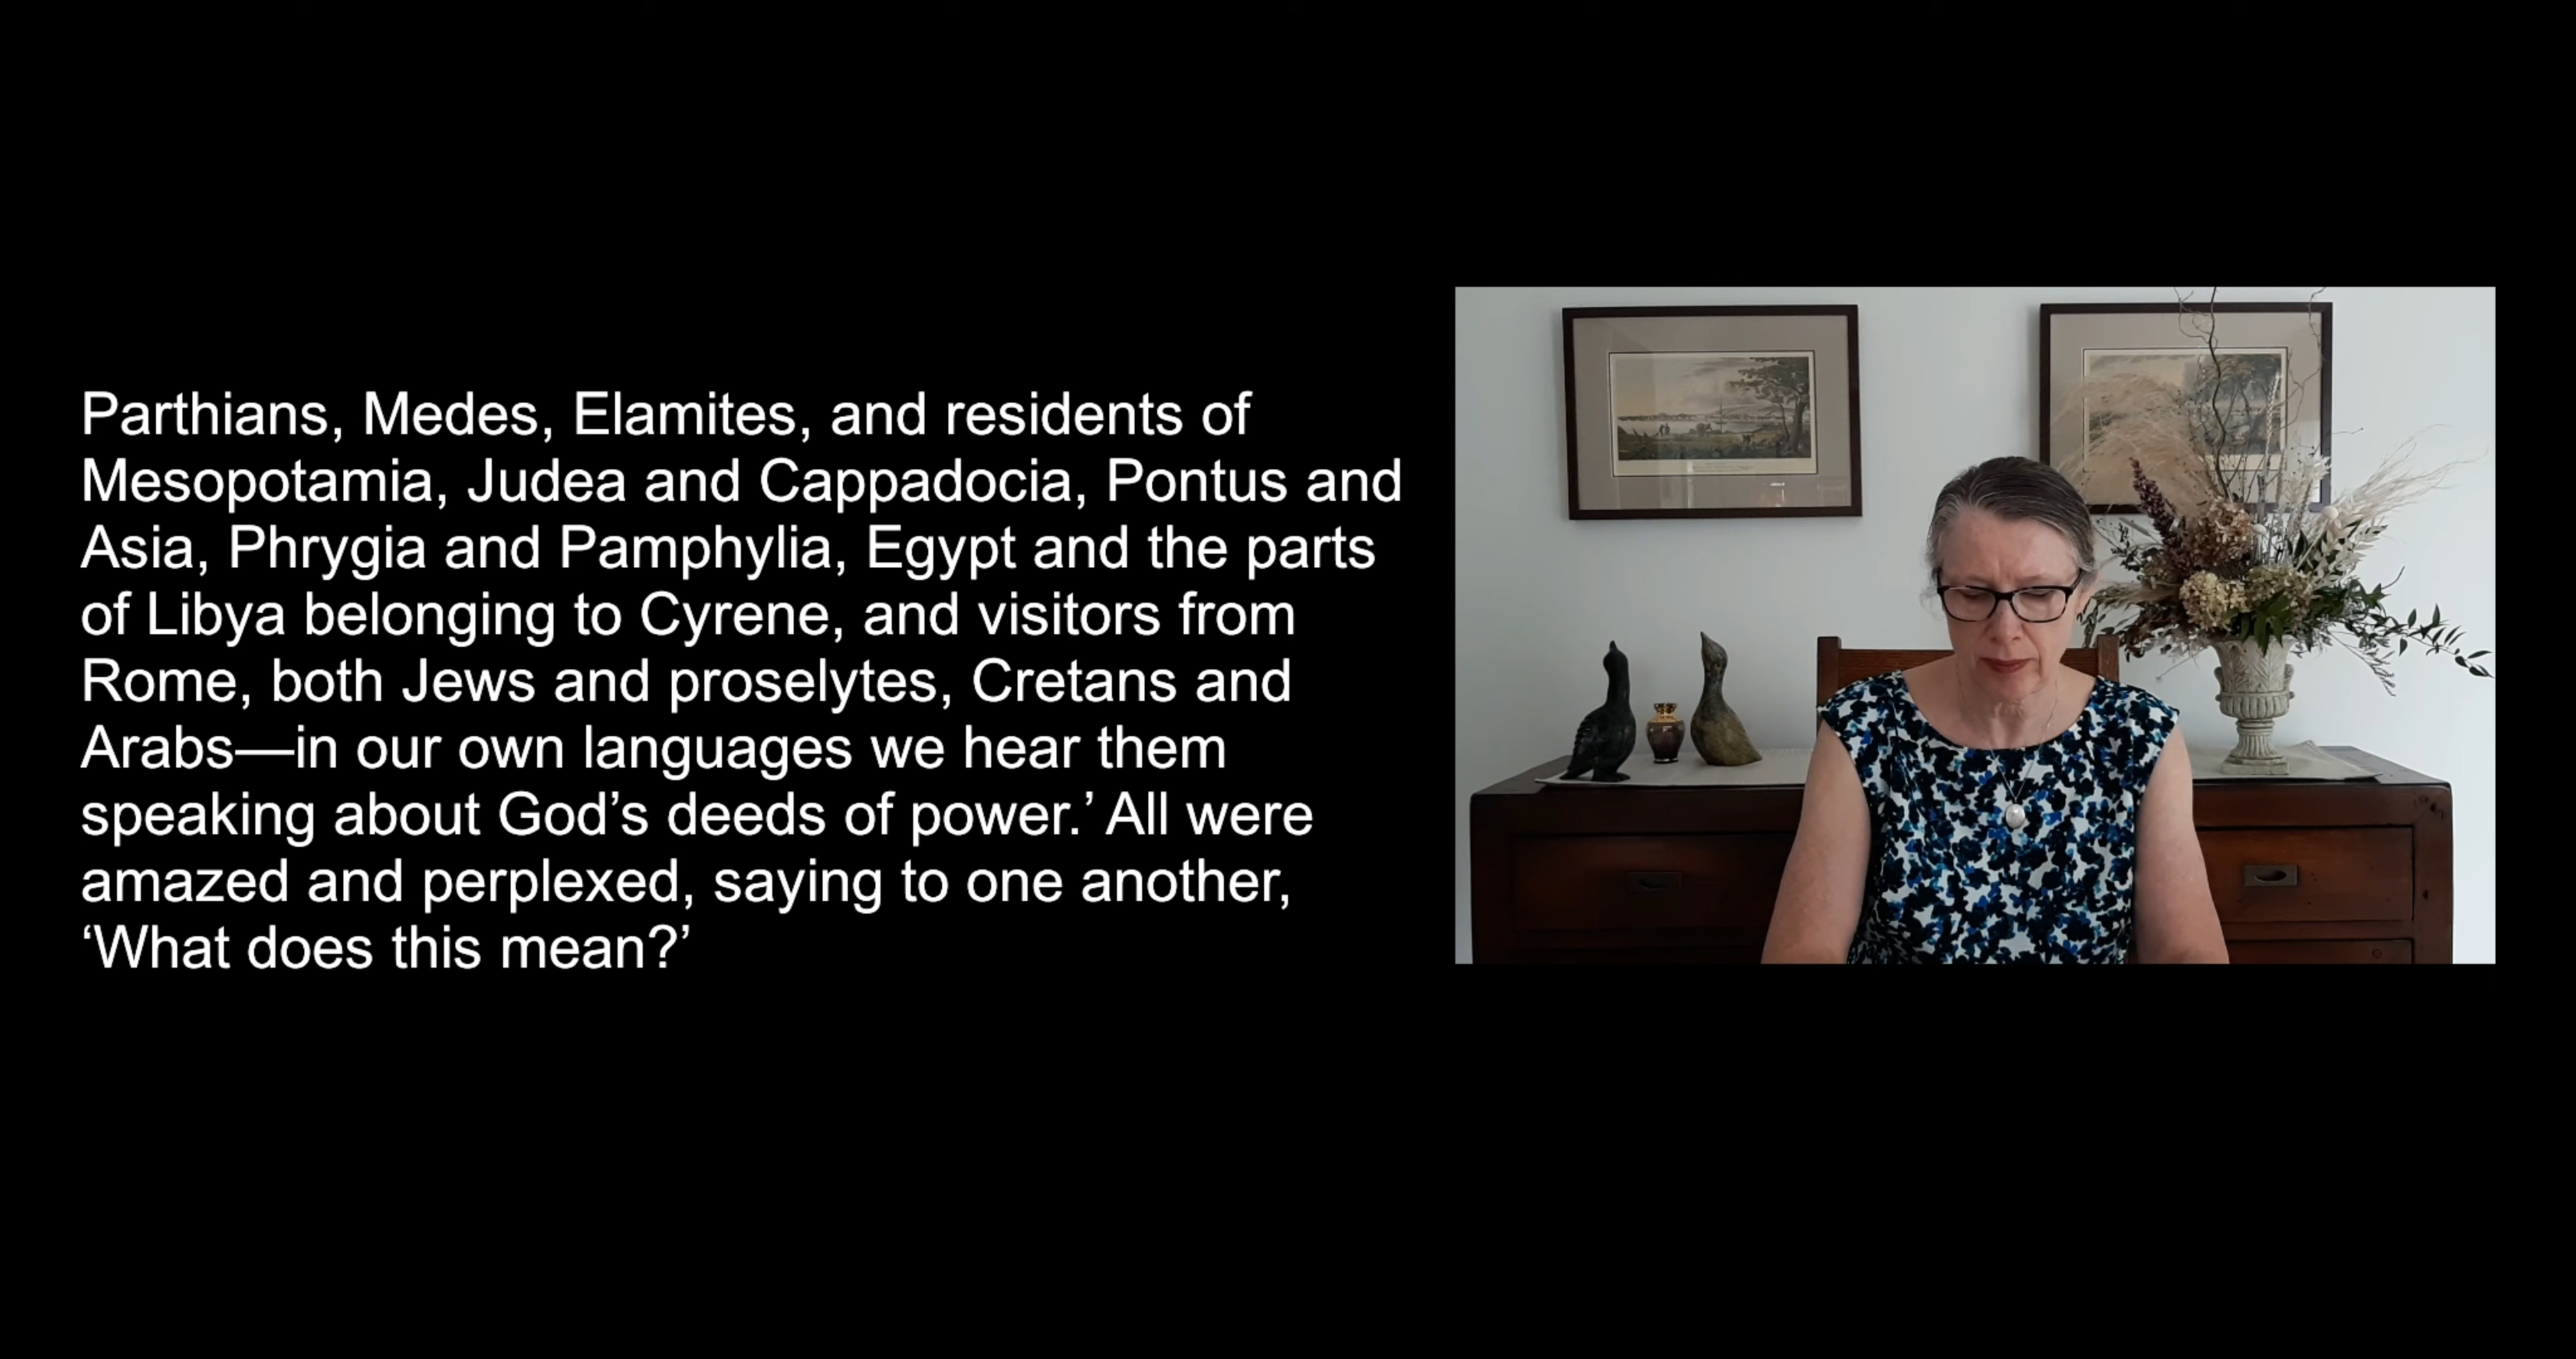 Parthians, Medes, Elamites, and residents of
Mesopotamia, Judea and Cappadocia, Pontus and
Asia, Phrygia and Pamphylia, Egypt and the parts
of Libya belonging to Cyrene, and visitors from
Rome, both Jews and proselytes, Cretans and
Arabs—in our own languages we hear them
speaking about God’s deeds of power.’ All were
amazed and perplexed, saying to one another,
‘What does this mean?’